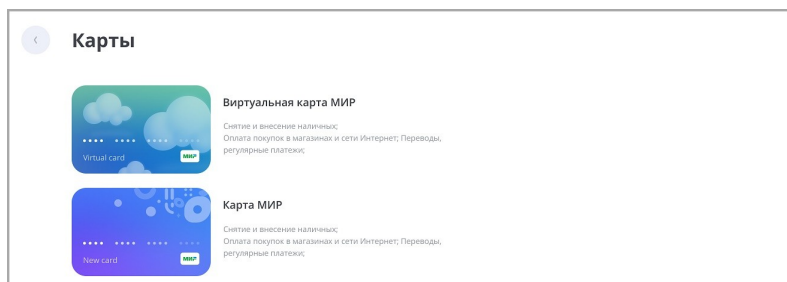 Карты
Виртуальная карта МИР
Снятие и внесение наличных;
Оплата покупок в магазинах и сети Интернет; Переводы,
регулярные платежи;
Virtual card
МИР
Карта МИР
Снятие и внесение наличных;
Оплата покупок в магазинах и сети Интернет; Переводы,
регулярные платежи;
New card
МИР